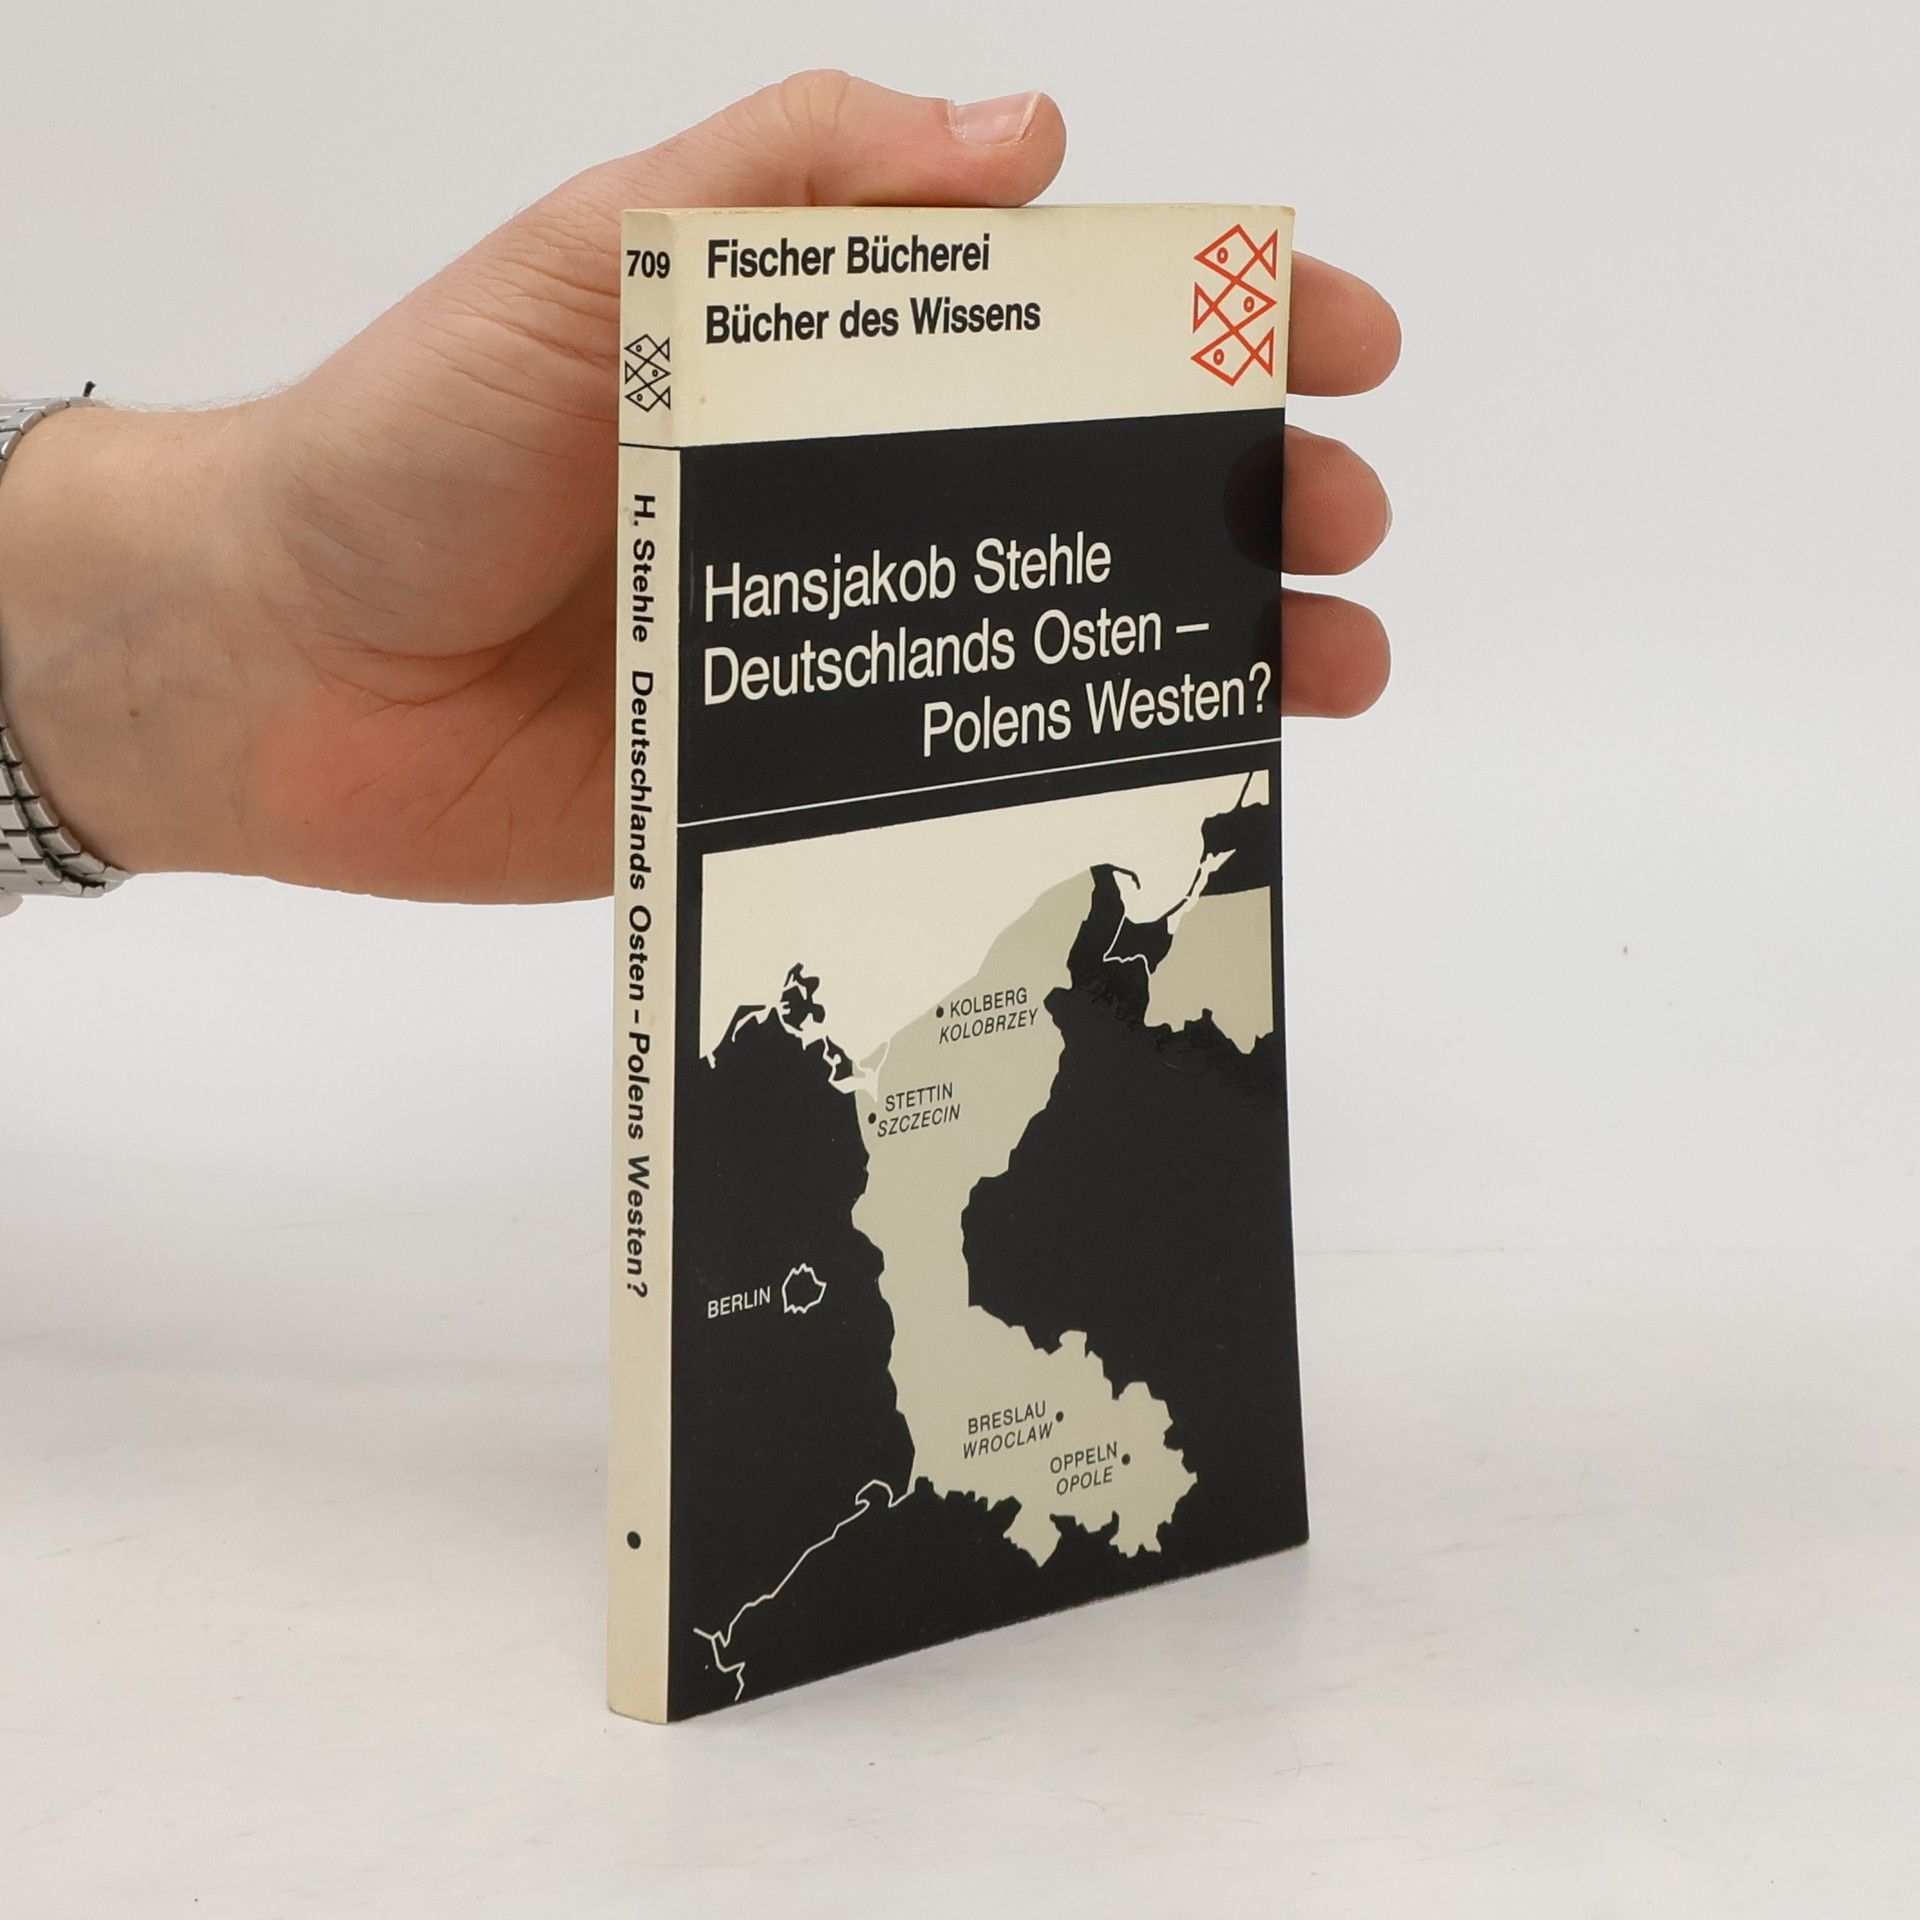 709
Fischer Bücherei
Bücher des Wissens
H. Stehle Deutschlands Osten – Polens Westen?
Hansjakob Stehle
Deutschlands Osten –
Polens Westen?
KOLBERG
KOLOBRZEY
STETTIN
SZCZECIN
BERLIN
BRESLAU
WROCLAW
OPPELN
OPOLE